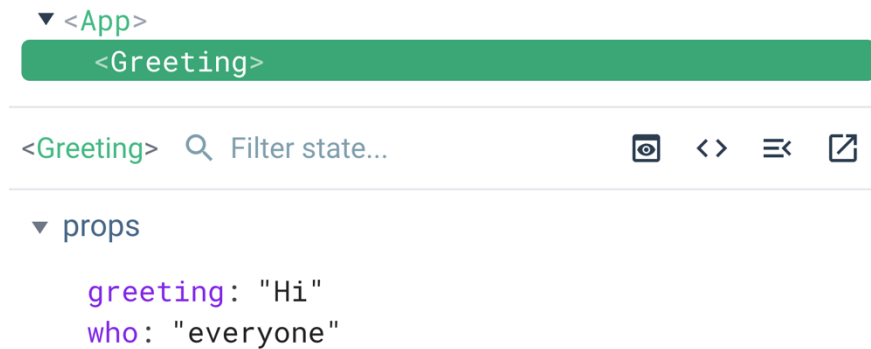 <App>
<Greeting>
<Greeting> Filter state...
props
greeting: "Hi"
who: "everyone"